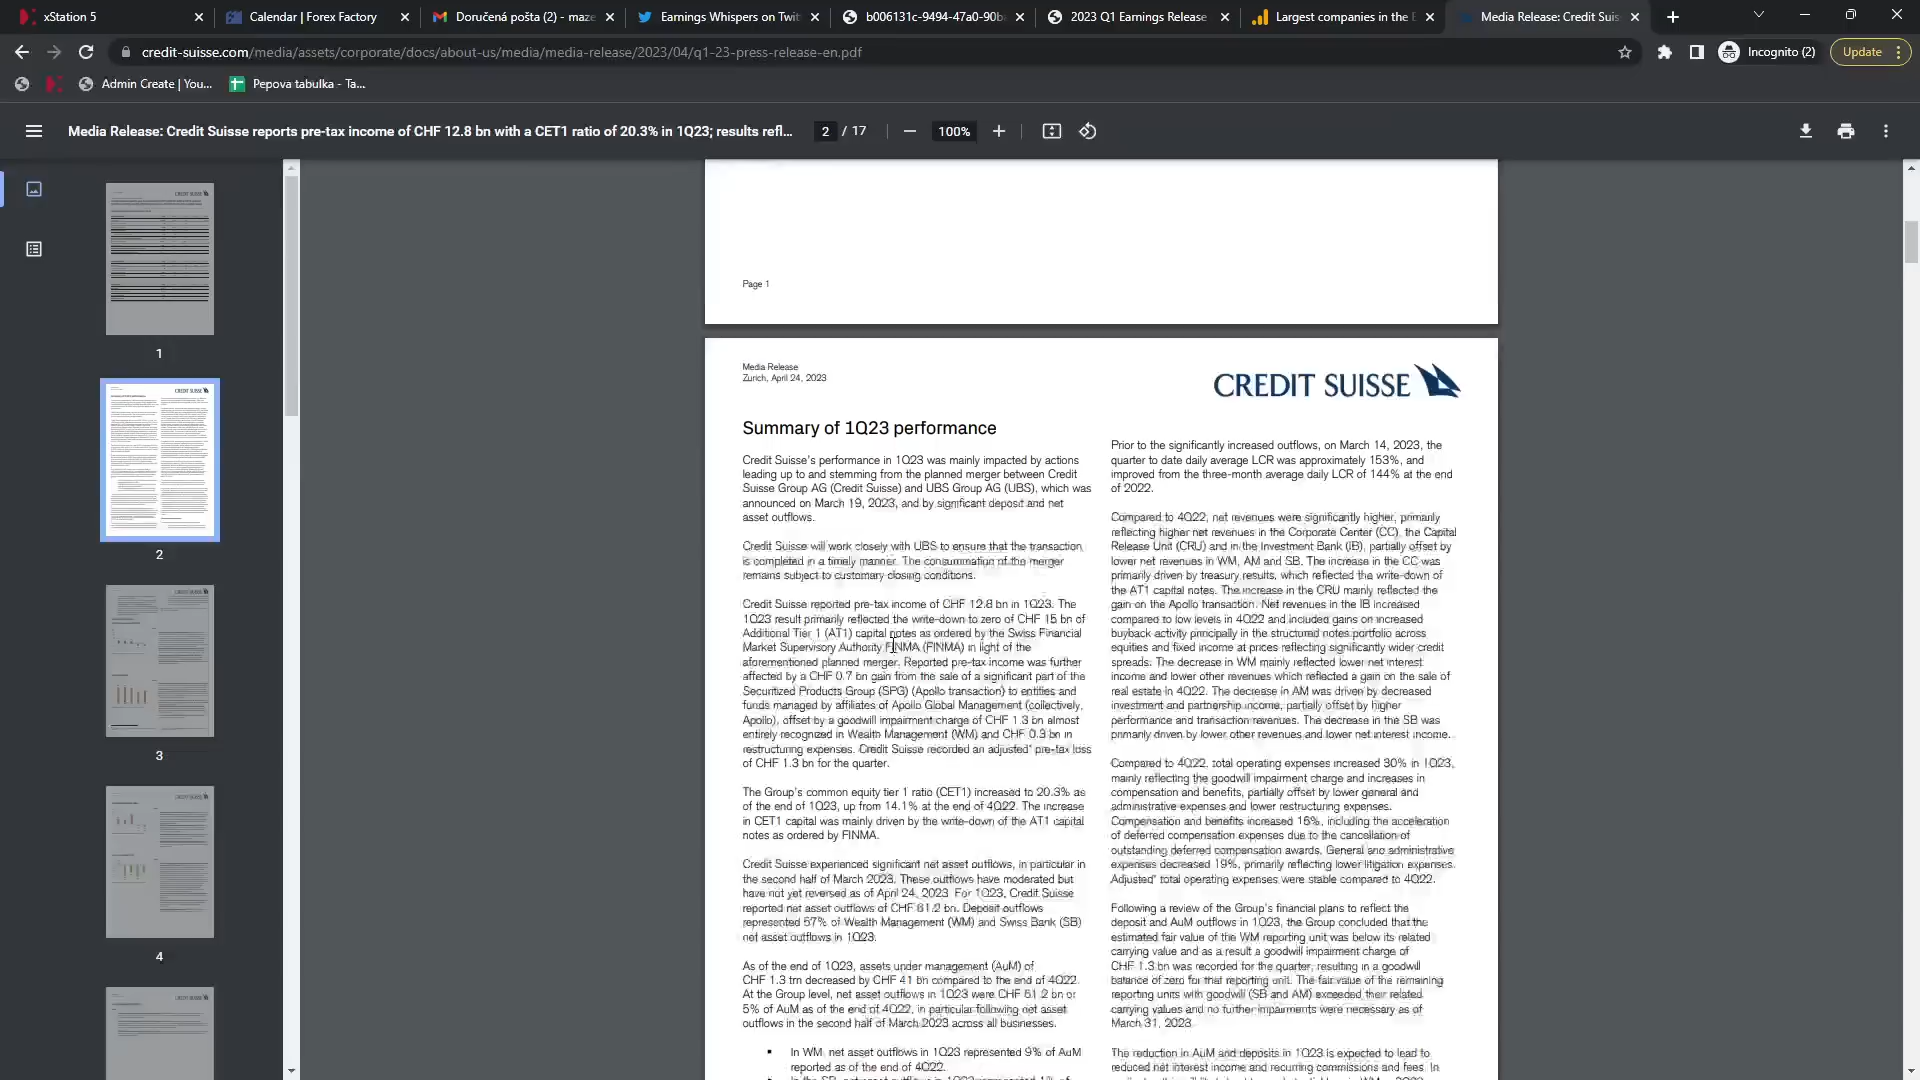 xStation 5
Calendar | Forex Factory
Doručená pošta (2) - maze
Earnings Whispers on Twit
b006131c-9494-47a0-90b
2023 Q1 Earnings Release
Largest companies in the E
Media Release: Credit Suis
credit-suisse.com/media/assets/corporate/docs/about-us/media/media-release/2023/04/q1-23-press-release-en.pdf
Incognito (2)
Update
Admin Create | You...
Pepova tabulka - Ta...
Media Release: Credit Suisse reports pre-tax income of CHF 12.8 bn with a CET1 ratio of 20.3% in 1Q23; results refl...
2 / 17
100%
1
2
3
4
Page 1
Media Release
Zurich, April 24, 2023
CREDIT SUISSE
Summary of 1Q23 performance
Credit Suisse's performance in 1Q23 was mainly impacted by actions
leading up to and stemming from the planned merger between Credit
Suisse Group AG (Credit Suisse) and UBS Group AG (UBS), which was
announced on March 19, 2023, and by significant deposit and net
asset outflows.
Credit Suisse will work closely with UBS to ensure that the transaction
is completed in a timely manner. The consummation of the merger
remains subject to customary closing conditions.
Credit Suisse reported pre-tax income of CHF 12.8 bn in 1Q23. The
1Q23 result primarily reflected the write-down to zero of CHF 15 bn of
Additional Tier 1 (AT1) capital notes as ordered by the Swiss Financial
Market Supervisory Authority FINMA (FINMA) in light of the
aforementioned planned merger. Reported pre-tax income was further
affected by a CHF 0.7 bn gain from the sale of a significant part of the
Securitized Products Group (SPG) (Apollo transaction) to entities and
funds managed by affiliates of Apollo Global Management (collectively,
Apollo), offset by a goodwill impairment charge of CHF 1.3 bn almost
entirely recognized in Wealth Management (WM) and CHF 0.3 bn in
restructuring expenses. Credit Suisse recorded an adjusted* pre-tax loss
of CHF 1.3 bn for the quarter.
The Group's common equity tier 1 ratio (CET1) increased to 20.3% as
of the end of 1Q23, up from 14.1% at the end of 4Q22. The increase
in CET1 capital was mainly driven by the write-down of the AT1 capital
notes as ordered by FINMA.
Credit Suisse experienced significant net asset outflows, in particular in
the second half of March 2023. These outflows have moderated but
have not yet reversed as of April 24, 2023. For 1Q23, Credit Suisse
reported net asset outflows of CHF 61.2 bn. Deposit outflows
represented 57% of Wealth Management (WM) and Swiss Bank (SB)
net asset outflows in 1Q23.
As of the end of 1Q23, assets under management (AuM) of
CHF 1.3 trn decreased by CHF 41 bn compared to the end of 4Q22.
At the Group level, net asset outflows in 1Q23 were CHF 61.2 bn or
5% of AuM as of the end of 4Q22, in particular following net asset
outflows in the second half of March 2023 across all businesses.
▪ In WM, net asset outflows in 1Q23 represented 9% of AuM
reported as of the end of 4Q22.
Prior to the significantly increased outflows, on March 14, 2023, the
quarter to date daily average LCR was approximately 153%, and
improved from the three-month average daily LCR of 144% at the end
of 2022.
Compared to 4Q22, net revenues were significantly higher, primarily
reflecting higher net revenues in the Corporate Center (CC), the Capital
Release Unit (CRU) and in the Investment Bank (IB), partially offset by
lower net revenues in WM, AM and SB. The increase in the CC was
primarily driven by treasury results, which reflected the write-down of
the AT1 capital notes. The increase in the CRU mainly reflected the
gain on the Apollo transaction. Net revenues in the IB increased
compared to low levels in 4Q22 and included gains on increased
buyback activity principally in the structured notes portfolio across
equities and fixed income at prices reflecting significantly wider credit
spreads. The decrease in WM mainly reflected lower net interest
income and lower other revenues which reflected a gain on the sale of
real estate in 4Q22. The decrease in AM was driven by decreased
investment and partnership income, partially offset by higher
performance and transaction revenues. The decrease in the SB was
primarily driven by lower other revenues and lower net interest income.
Compared to 4Q22, total operating expenses increased 30% in 1Q23,
mainly reflecting the goodwill impairment charge and increases in
compensation and benefits, partially offset by lower general and
administrative expenses and lower restructuring expenses.
Compensation and benefits increased 16%, including the acceleration
of deferred compensation expenses due to the cancellation of
outstanding deferred compensation awards. General and administrative
expenses decreased 19%, primarily reflecting lower litigation expenses.
Adjusted* total operating expenses were stable compared to 4Q22.
Following a review of the Group's financial plans to reflect the
deposit and AuM outflows in 1Q23, the Group concluded that the
estimated fair value of the WM reporting unit was below its related
carrying value and as a result a goodwill impairment charge of
CHF 1.3 bn was recorded for the quarter, resulting in a goodwill
balance of zero for that reporting unit. The fair value of the remaining
reporting units with goodwill (SB and AM) exceeded their related
carrying values and no further impairments were necessary as of
March 31, 2023.
The reduction in AuM and deposits in 1Q23 is expected to lead to
reduced net interest income and recurring commissions and fees. In